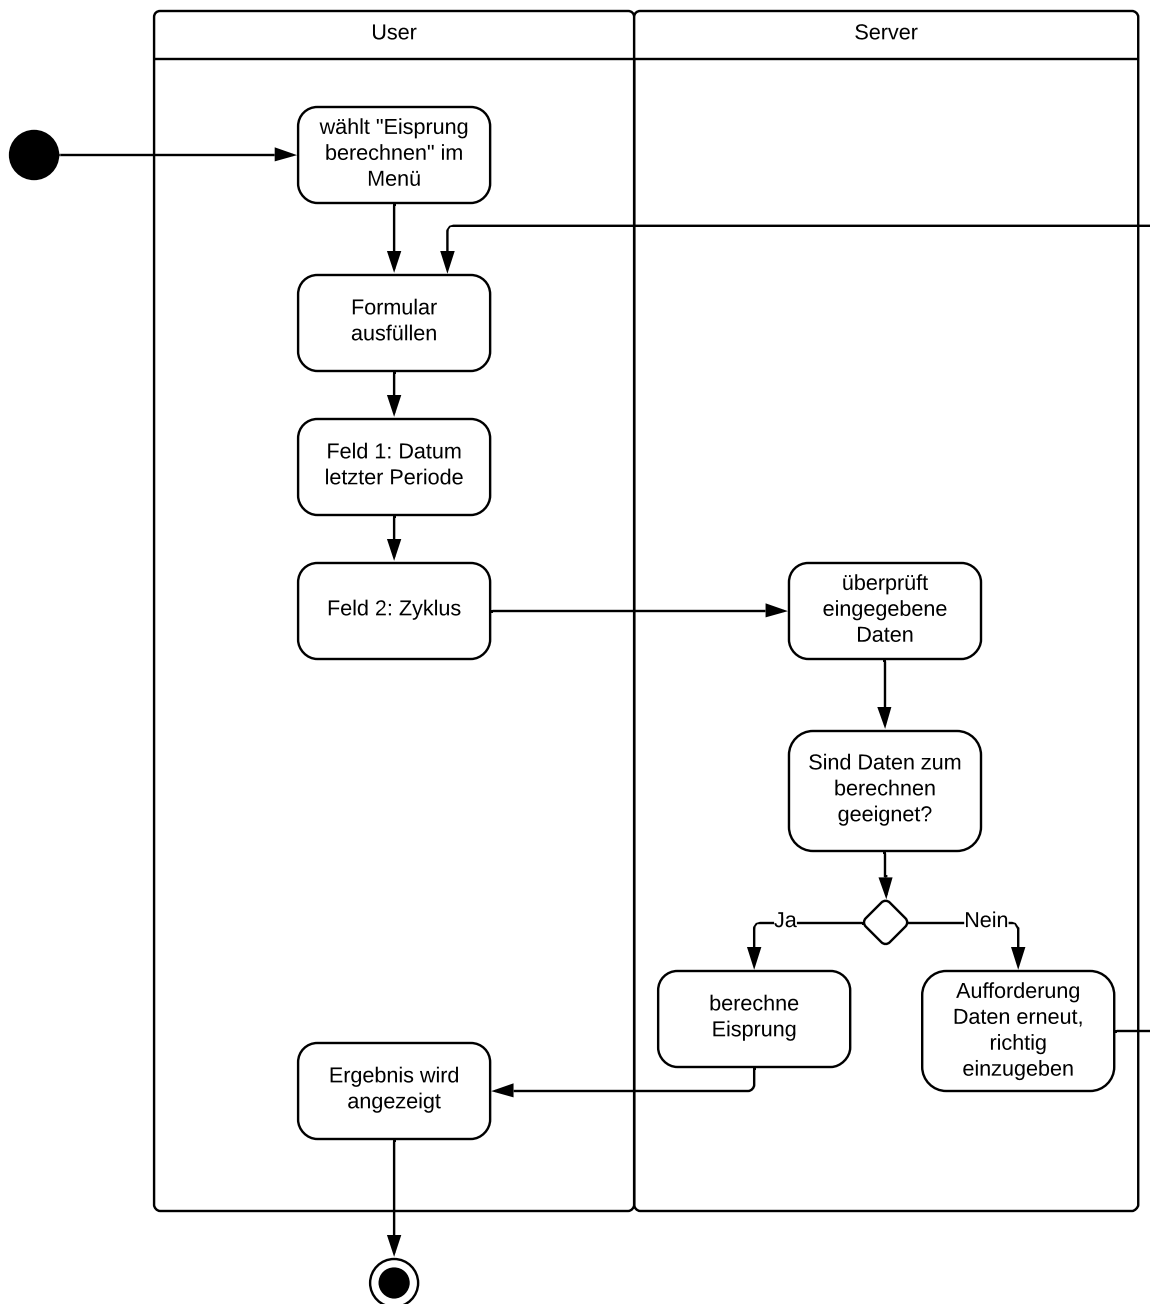 User
Server
wählt "Eisprung
berechnen" im
Menü
Formular
ausfüllen
Feld 1: Datum
letzter Periode
Feld 2: Zyklus
überprüft
eingegebene
Daten
Sind Daten zum
berechnen
geeignet?
Ja
Nein
berechne
Eisprung
Aufforderung
Daten erneut,
richtig
einzugeben
Ergebnis wird
angezeigt